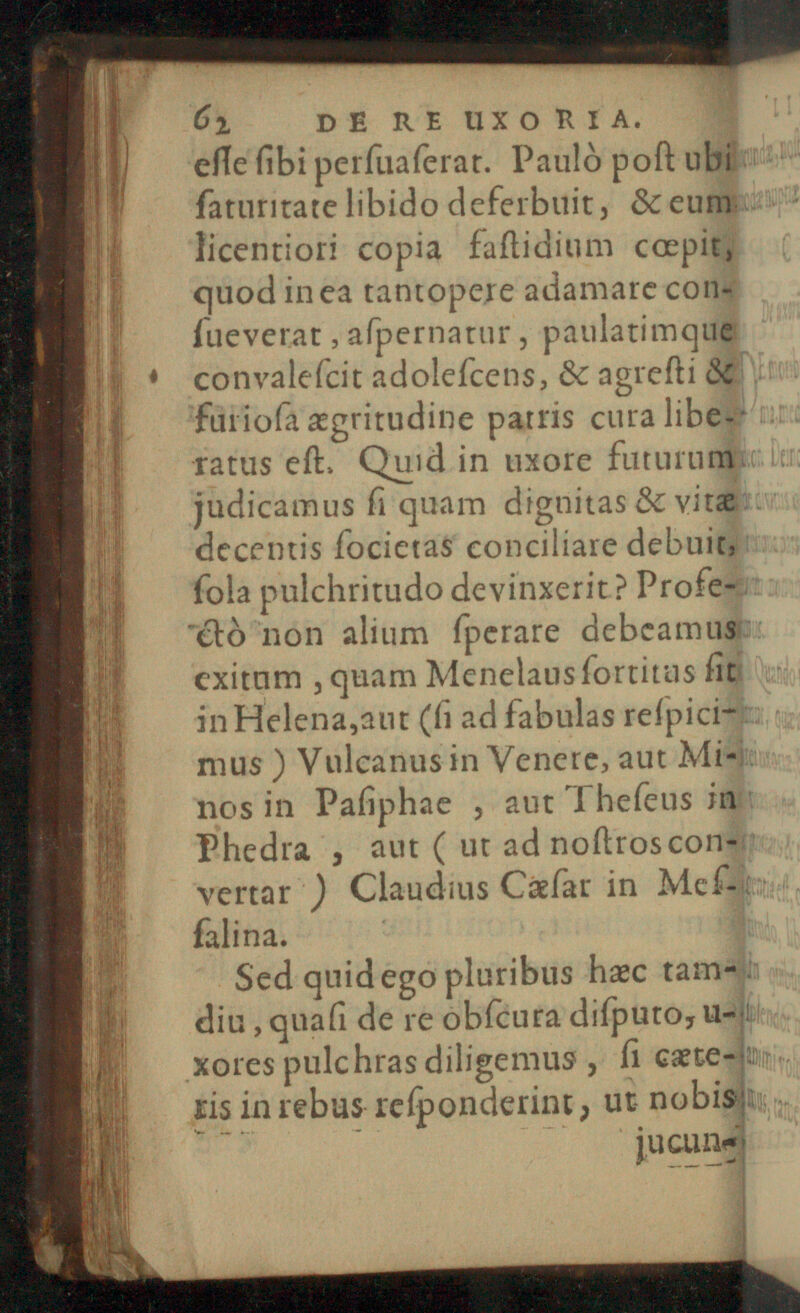 62 DE RE UXORIA.
eſſe ſibi perſuaſerat. Paulò poſt ubi
ſaturitate libido deferbuit, & eum
licentiori copia faſtidium cœpit,
quod in ea tantopere adamare con-
ſueverat, aſpernatur, paulatimque
convaleſcit adoleſcens, & agreſti &
furioſa ægritudine patris cura libe-
ratus eſt. Quid in uxore futurum
judicamus ſi quam dignitas & vitæ
decentis ſocietas conciliare debuit,
ſola pulchritudo devinxerit? Profe-
ctò non alium ſperare debeamus
exitum, quam Menelaus ſortitus ſit
in Helena, aut (ſi ad fabulas reſpici-
mus) Vulcanus in Venere, aut Mi-
nos in Paſiphae, aut Theſeus in
Phedra, aut (ut ad noſtros con-
vertar) Claudius Cæſar in Meſ-
ſalina.
Sed quid ego pluribus hæc tam-
diu, quaſi de re obſcura diſputo, u-
xores pulchras diligemus, ſi cæte-
ris in rebus reſponderint, ut nobis
jucun-